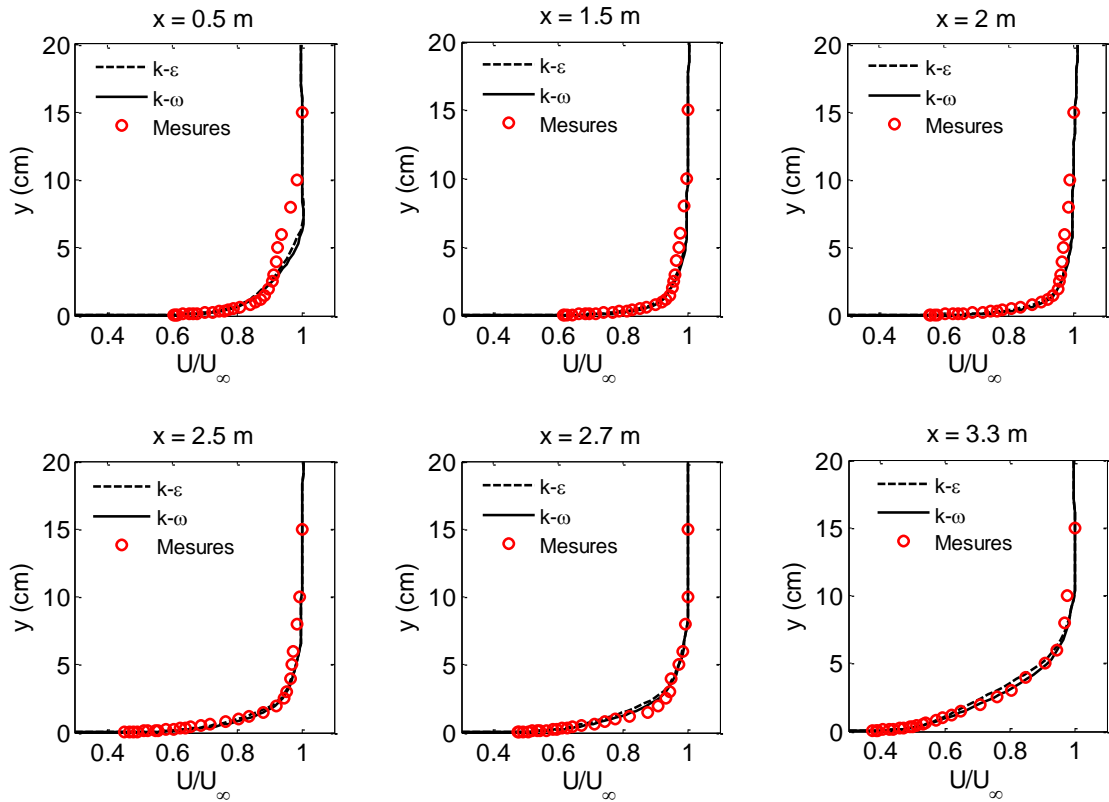 x = 0.5 m
20
15
10
5
0
y (cm)
k-ε
k-ω
Mesures
0.4 0.6 0.8 1
U/U∞
x = 1.5 m
20
15
10
5
0
y (cm)
k-ε
k-ω
Mesures
0.4 0.6 0.8 1
U/U∞
x = 2 m
20
15
10
5
0
y (cm)
k-ε
k-ω
Mesures
0.4 0.6 0.8 1
U/U∞
x = 2.5 m
20
15
10
5
0
y (cm)
k-ε
k-ω
Mesures
0.4 0.6 0.8 1
U/U∞
x = 2.7 m
20
15
10
5
0
y (cm)
k-ε
k-ω
Mesures
0.4 0.6 0.8 1
U/U∞
x = 3.3 m
20
15
10
5
0
y (cm)
k-ε
k-ω
Mesures
0.4 0.6 0.8 1
U/U∞